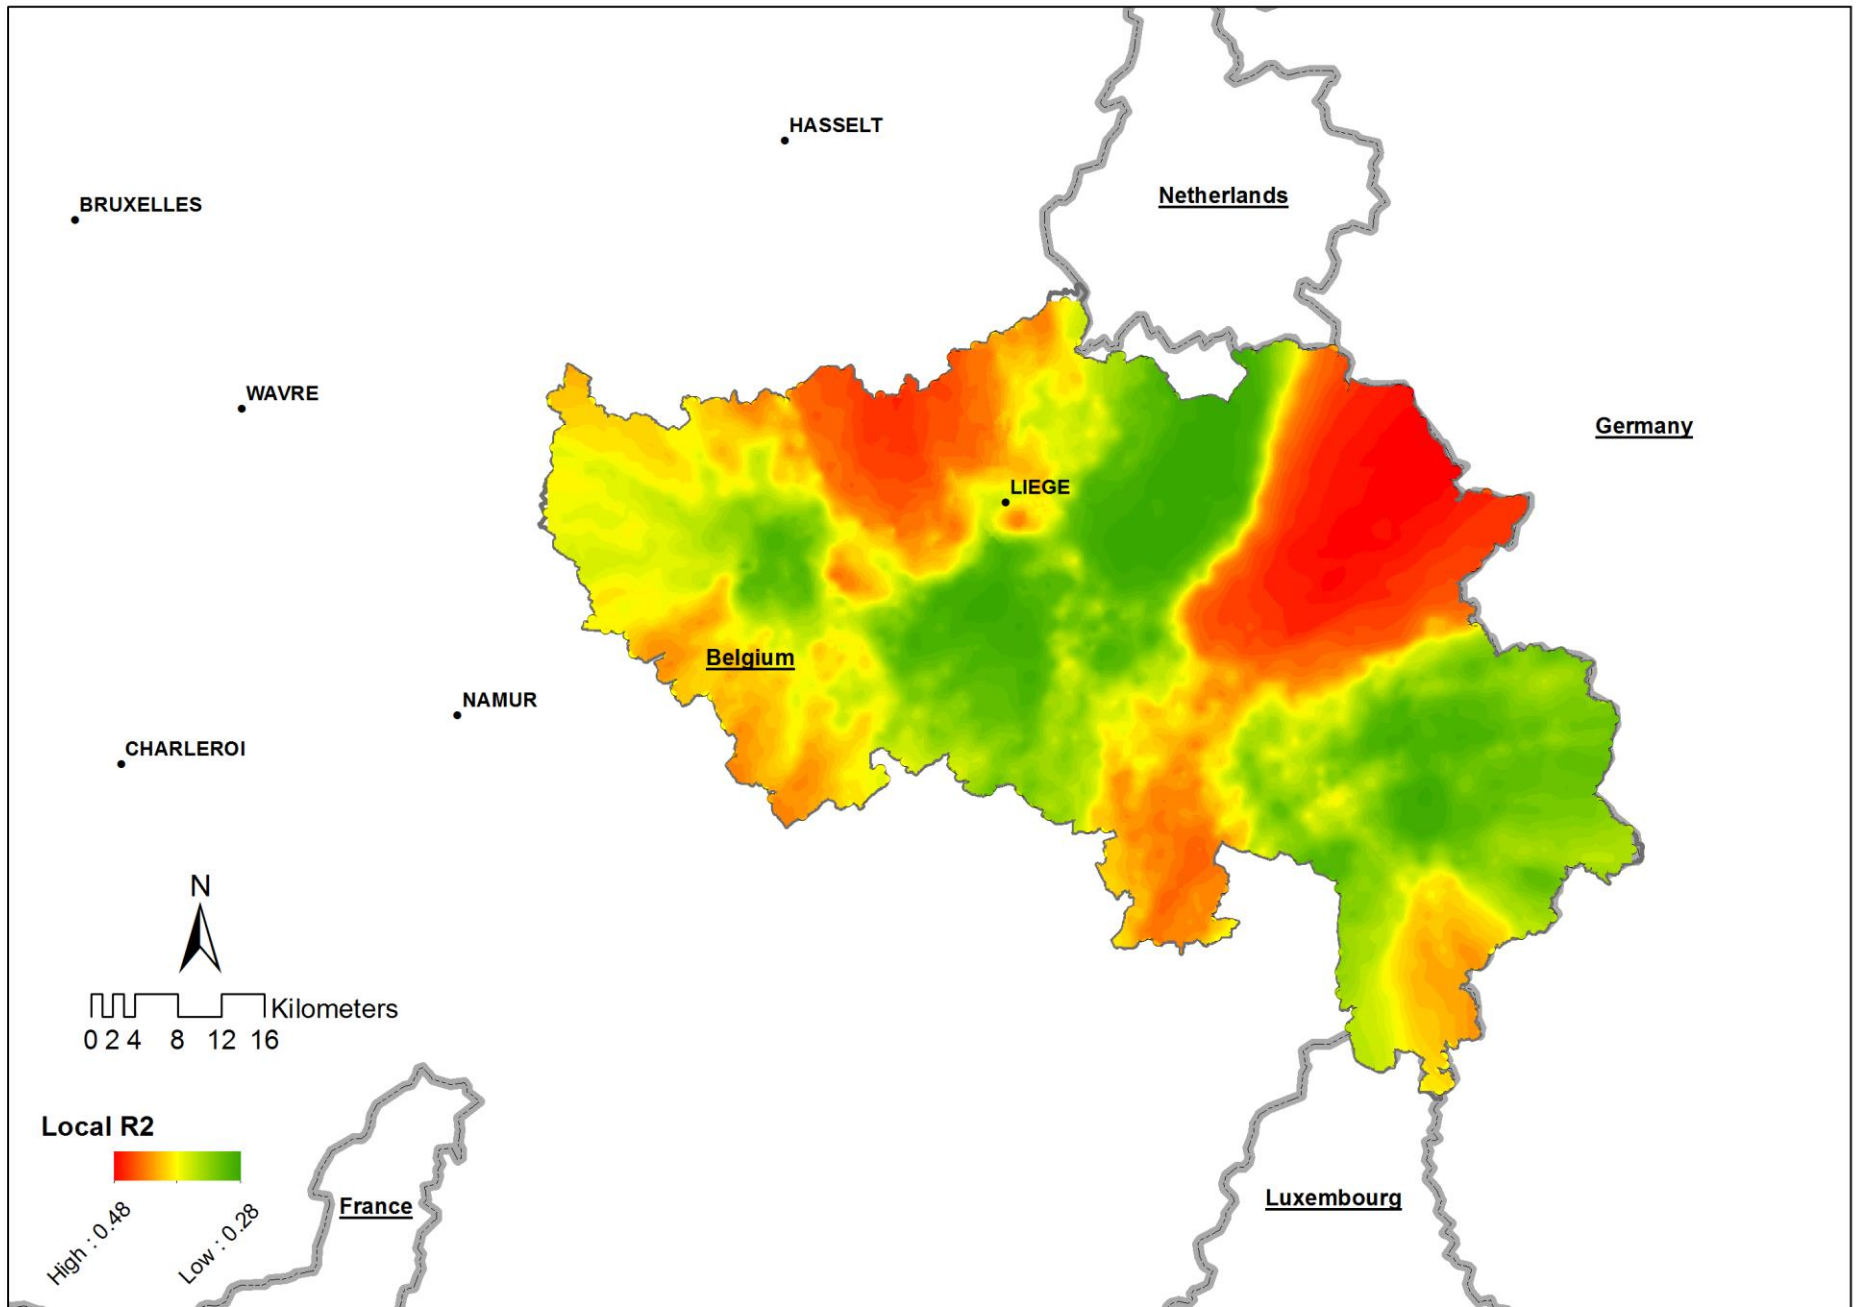 HASSELT
Netherlands
BRUXELLES
WAVRE
Germany
LIEGE
Belgium
NAMUR
CHARLEROI
N
Kilometers
0 2 4 8 12 16
Local R2
High : 0.48
Low : 0.28
France
Luxembourg